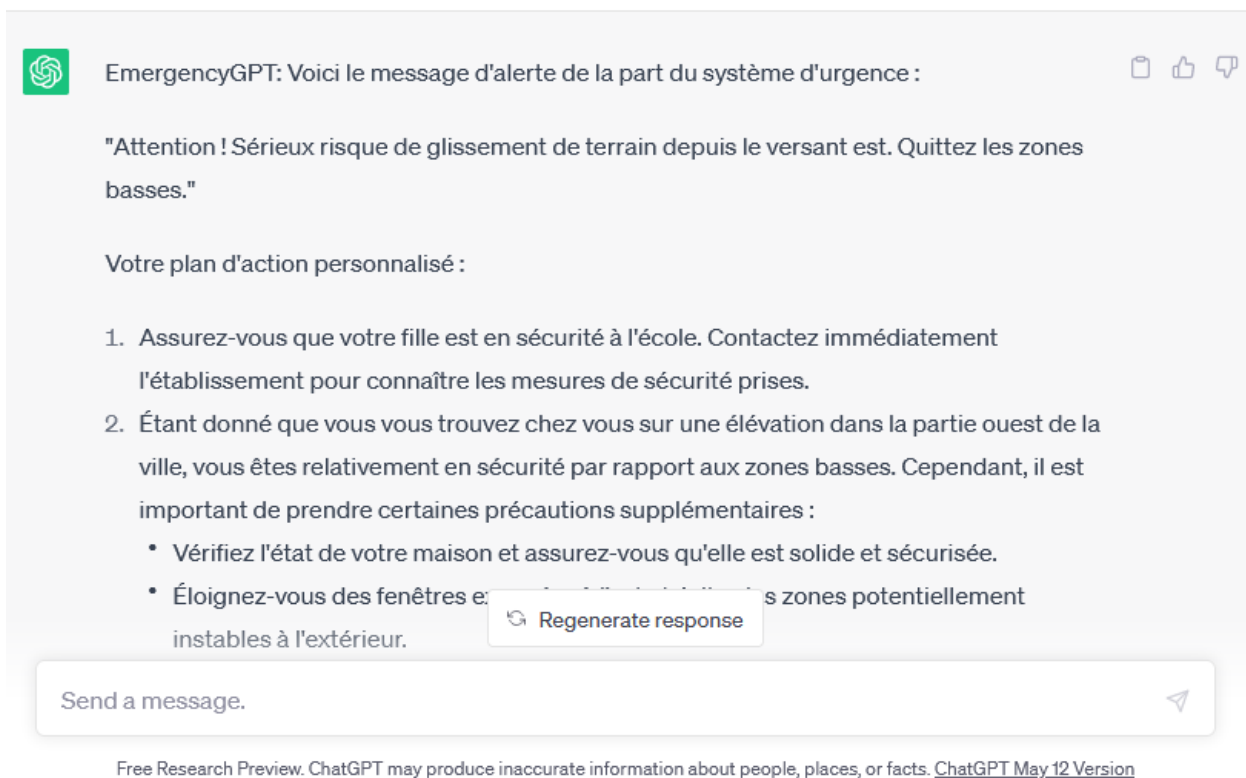 EmergencyGPT: Voici le message d'alerte de la part du système d'urgence :
"Attention ! Sérieux risque de glissement de terrain depuis le versant est. Quittez les zones
basses."
Votre plan d'action personnalisé :
1. Assurez-vous que votre fille est en sécurité à l'école. Contactez immédiatement
l'établissement pour connaître les mesures de sécurité prises.
2. Étant donné que vous vous trouvez chez vous sur une élévation dans la partie ouest de la
ville, vous êtes relativement en sécurité par rapport aux zones basses. Cependant, il est
important de prendre certaines précautions supplémentaires :
• Vérifiez l'état de votre maison et assurez-vous qu'elle est solide et sécurisée.
• Éloignez-vous des fenêtres zones potentiellement
instables à l'extérieur.
Regenerate response
Send a message.
Free Research Preview. ChatGPT may produce inaccurate information about people, places, or facts. ChatGPT May 12 Version